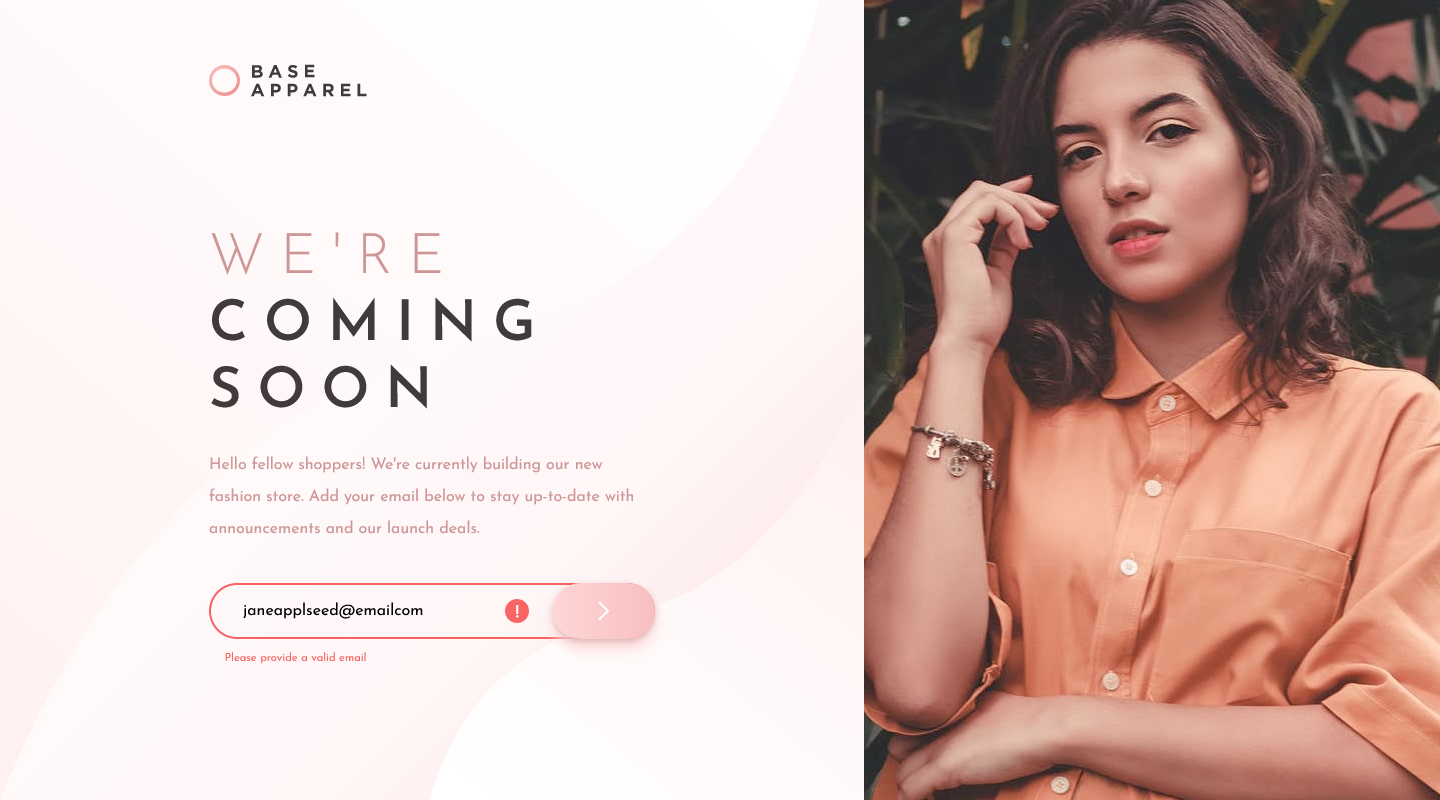 BASE
APPAREL
WE'RE
COMING
SOON
Hello fellow shoppers! We're currently building our new
fashion store. Add your email below to stay up-to-date with
announcements and our launch deals.
janeapplseed@emailcom
!
Please provide a valid email